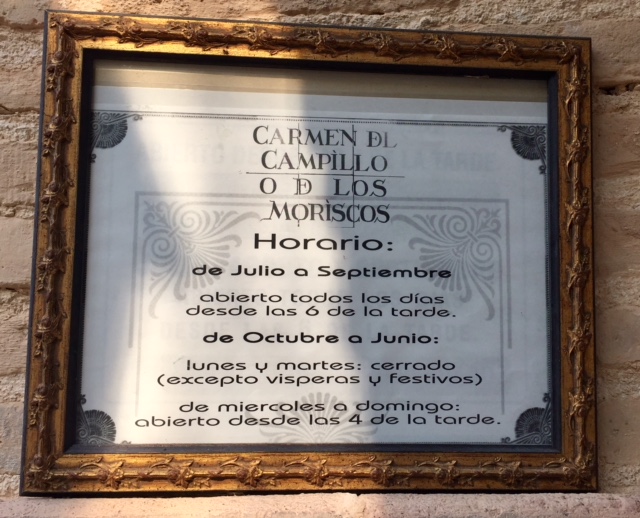 CARMEN DEL
CAMPILLO
O DE LOS
MORISCOS
Horario:
de Julio a Septiembre
abierto todos los días
desde las 6 de la tarde.
de Octubre a Junio:
lunes y martes: cerrado
(excepto visperas y festivos)
de miercoles a domingo:
abierto desde las 4 de la tarde.